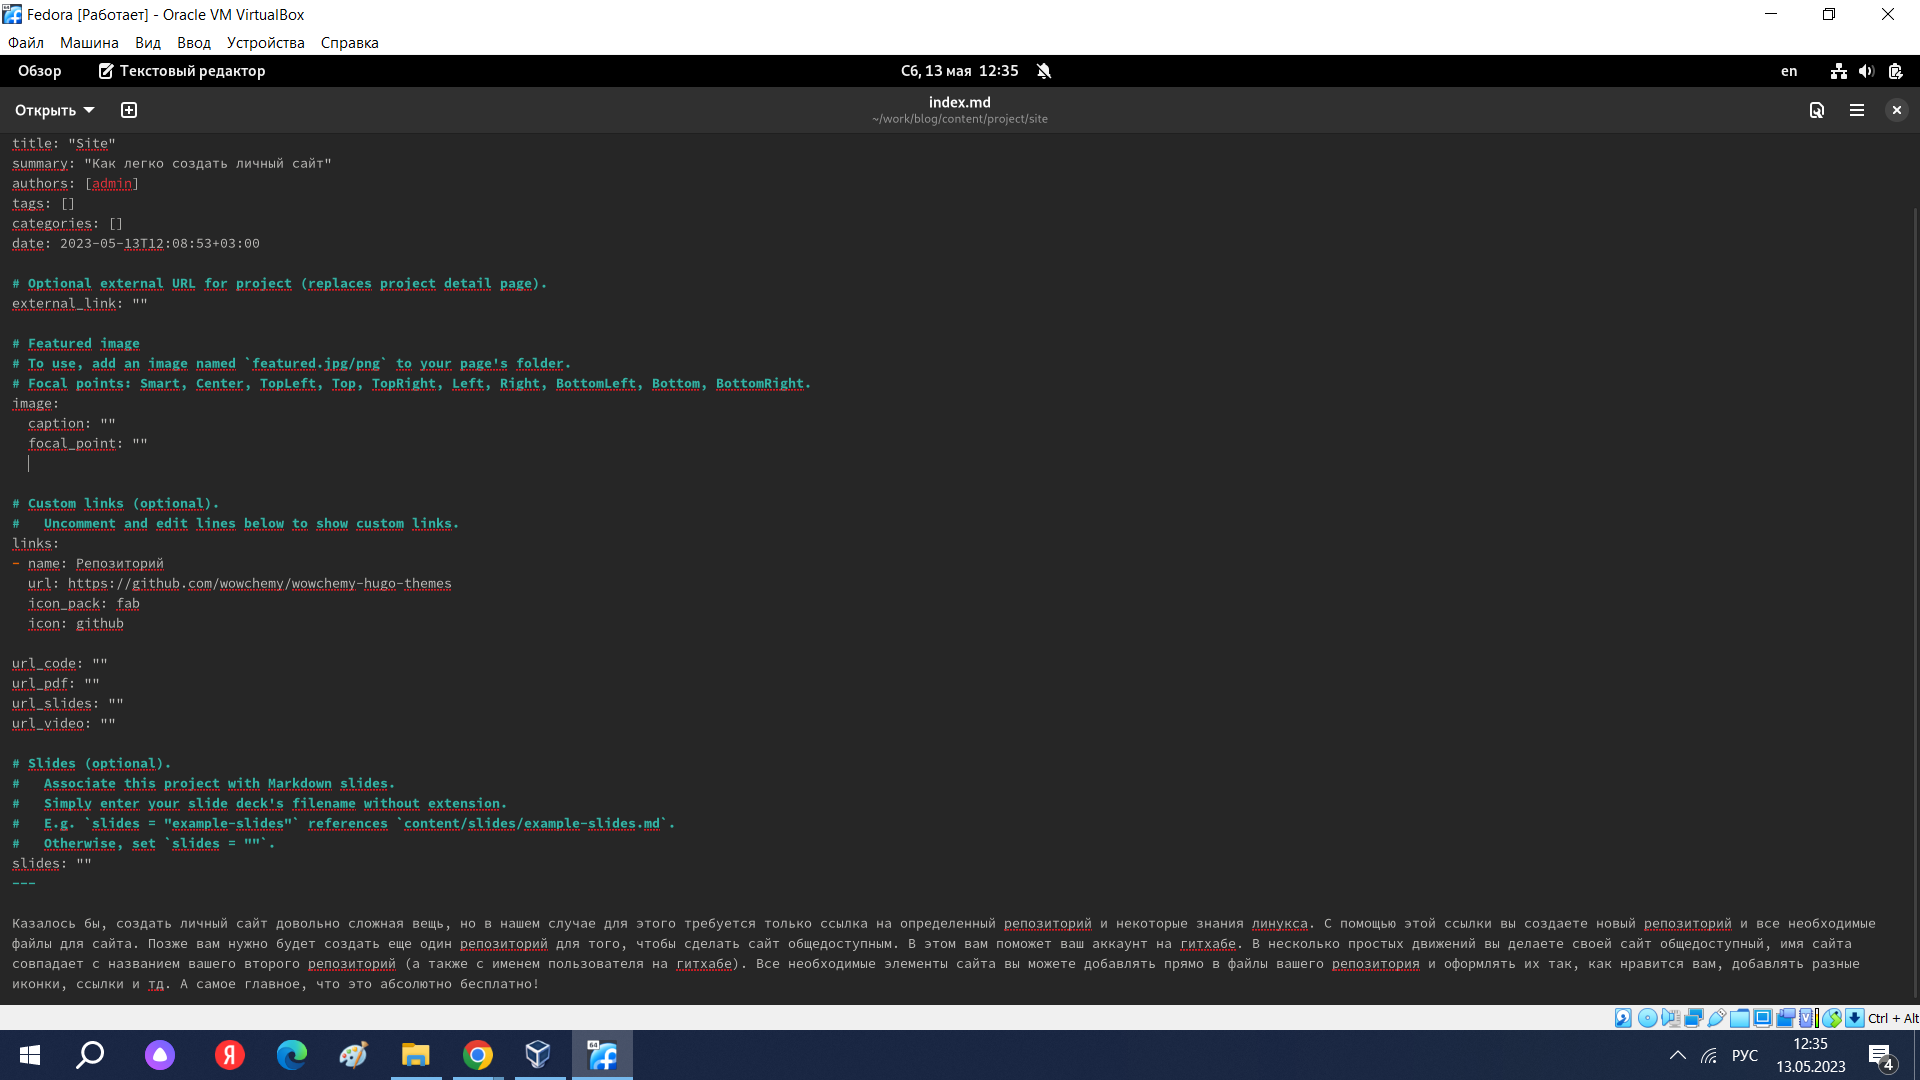 Fedora [Работает] - Oracle VM VirtualBox
Файл Машина Вид Ввод Устройства Справка
Обзор Текстовый редактор Сб, 13 мая 12:35 en
Открыть index.md
~/work/blog/content/project/site
title: "Site"
summary: "Как легко создать личный сайт"
authors: [admin]
tags: []
categories: []
date: 2023-05-13T12:08:53+03:00
# Optional external URL for project (replaces project detail page).
external_link: ""
# Featured image
# To use, add an image named `featured.jpg/png` to your page's folder.
# Focal points: Smart, Center, TopLeft, Top, TopRight, Left, Right, BottomLeft, Bottom, BottomRight.
image:
  caption: ""
  focal_point: ""
# Custom links (optional).
#   Uncomment and edit lines below to show custom links.
links:
- name: Репозиторий
  url: https://github.com/wowchemy/wowchemy-hugo-themes
  icon_pack: fab
  icon: github
url_code: ""
url_pdf: ""
url_slides: ""
url_video: ""
# Slides (optional).
#   Associate this project with Markdown slides.
#   Simply enter your slide deck's filename without extension.
#   E.g. `slides = "example-slides"` references `content/slides/example-slides.md`.
#   Otherwise, set `slides = ""`.
slides: ""
---
Казалось бы, создать личный сайт довольно сложная вещь, но в нашем случае для этого требуется только ссылка на определенный репозиторий и некоторые знания линукса. С помощью этой ссылки вы создаете новый репозиторий и все необходимые
файлы для сайта. Позже вам нужно будет создать еще один репозиторий для того, чтобы сделать сайт общедоступным. В этом вам поможет ваш аккаунт на гитхабе. В несколько простых движений вы делаете своей сайт общедоступный, имя сайта
совпадает с названием вашего второго репозиторий (а также с именем пользователя на гитхабе). Все необходимые элементы сайта вы можете добавлять прямо в файлы вашего репозитория и оформлять их так, как нравится вам, добавлять разные
иконки, ссылки и тд. А самое главное, что это абсолютно бесплатно!
Ctrl + Alt
64
Я
РУС
12:35
13.05.2023
4